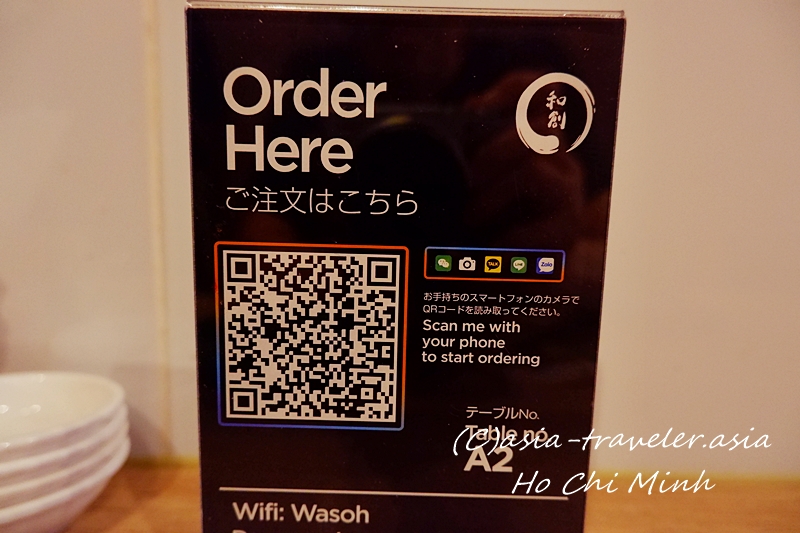 Order
Here
ご注文はこちら
和創
TALK
LINE
Zalo
お手持ちのスマートフォンのカメラで
QRコードを読み取ってください。
Scan me with
your phone
to start ordering
テーブルNo.
Table no.
A2
(C)asia-traveler.asia
Ho Chi Minh
Wifi: Wasoh